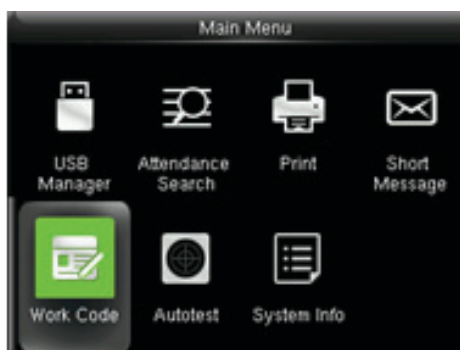 Main Menu
USB
Manager
Attendance
Search
Print
Short
Message
Work Code
Autotest
System Info